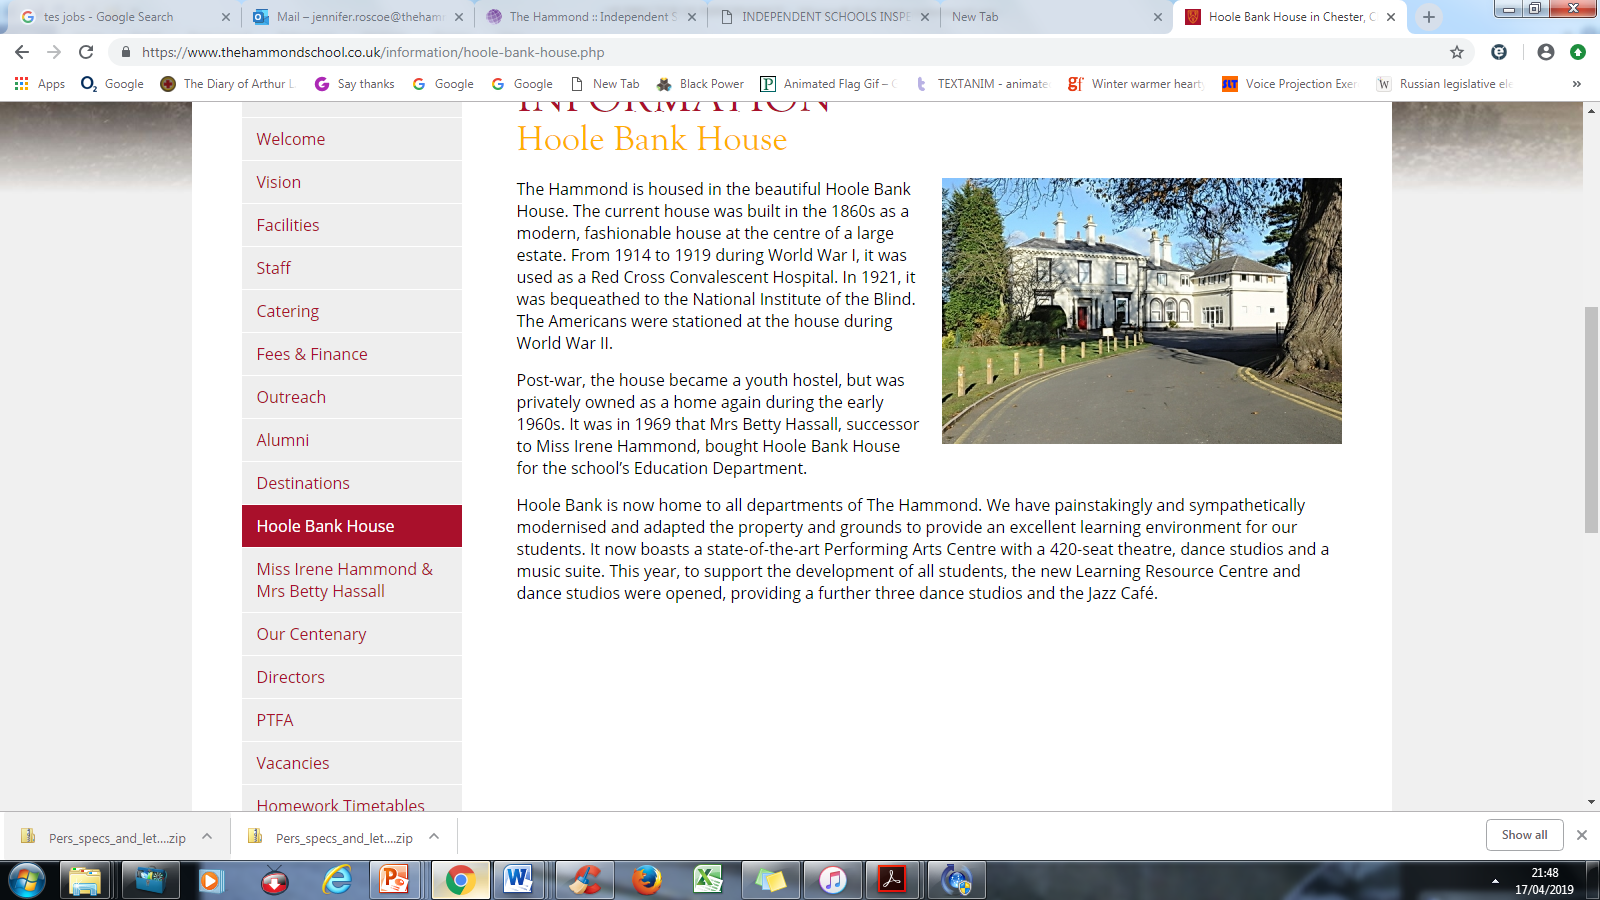 tes jobs - Google Search
Mail – jennifer.roscoe@theham
The Hammond :: Independent S
INDEPENDENT SCHOOLS INSPE
New Tab
Hoole Bank House in Chester, C
https://www.thehammondschool.co.uk/information/hoole-bank-house.php
Apps
Google
The Diary of Arthur L
Say thanks
Google
Google
New Tab
Black Power
Animated Flag Gif – C
TEXTANIM - animate
Winter warmer heart
Voice Projection Exer
Russian legislative ele
INFORMATION
Hoole Bank House
Welcome
Vision
Facilities
Staff
Catering
Fees & Finance
Outreach
Alumni
Destinations
Hoole Bank House
Miss Irene Hammond &
Mrs Betty Hassall
Our Centenary
Directors
PTFA
Vacancies
Homework Timetables
The Hammond is housed in the beautiful Hoole Bank
House. The current house was built in the 1860s as a
modern, fashionable house at the centre of a large
estate. From 1914 to 1919 during World War I, it was
used as a Red Cross Convalescent Hospital. In 1921, it
was bequeathed to the National Institute of the Blind.
The Americans were stationed at the house during
World War II.
Post-war, the house became a youth hostel, but was
privately owned as a home again during the early
1960s. It was in 1969 that Mrs Betty Hassall, successor
to Miss Irene Hammond, bought Hoole Bank House
for the school’s Education Department.
Hoole Bank is now home to all departments of The Hammond. We have painstakingly and sympathetically
modernised and adapted the property and grounds to provide an excellent learning environment for our
students. It now boasts a state-of-the-art Performing Arts Centre with a 420-seat theatre, dance studios and a
music suite. This year, to support the development of all students, the new Learning Resource Centre and
dance studios were opened, providing a further three dance studios and the Jazz Café.
Pers_specs_and_let....zip
Pers_specs_and_let....zip
Show all
21:48
17/04/2019